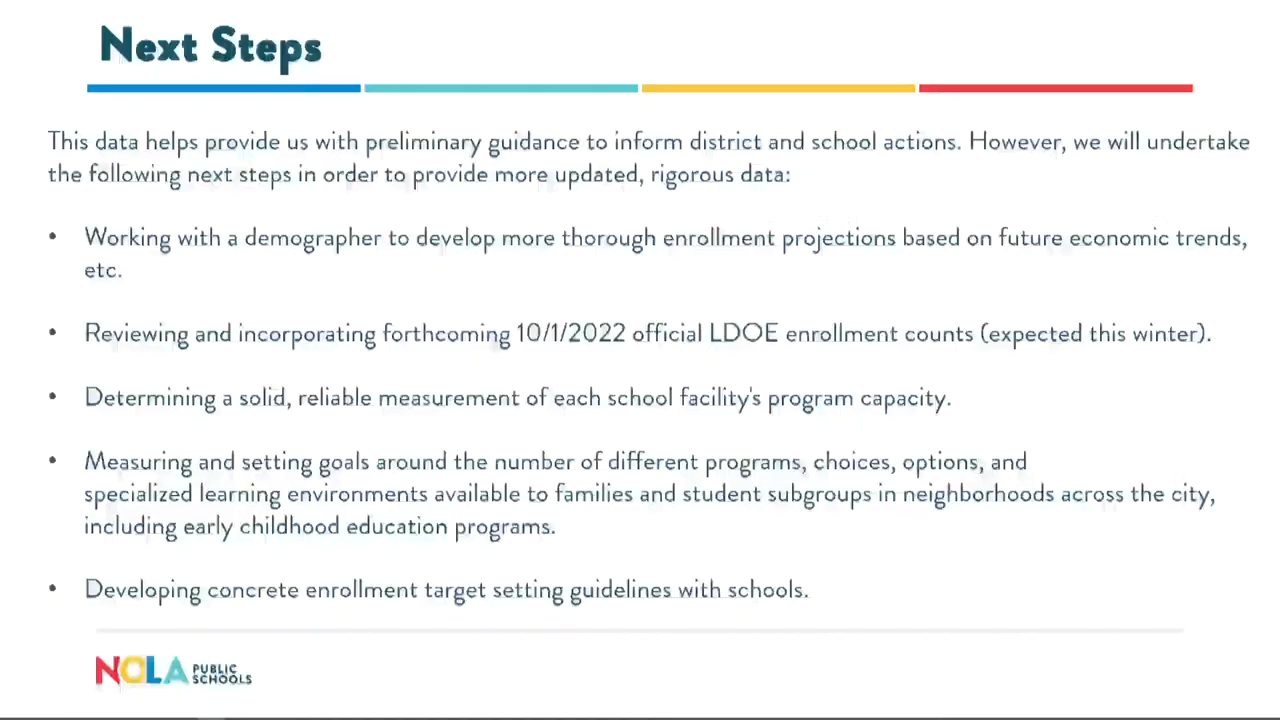 Next Steps
This data helps provide us with preliminary guidance to inform district and school actions. However, we will undertake
the following next steps in order to provide more updated, rigorous data:
• Working with a demographer to develop more thorough enrollment projections based on future economic trends,
etc.
• Reviewing and incorporating forthcoming 10/1/2022 official LDOE enrollment counts (expected this winter).
• Determining a solid, reliable measurement of each school facility's program capacity.
• Measuring and setting goals around the number of different programs, choices, options, and
specialized learning environments available to families and student subgroups in neighborhoods across the city,
including early childhood education programs.
• Developing concrete enrollment target setting guidelines with schools.
NOLA PUBLIC
SCHOOLS